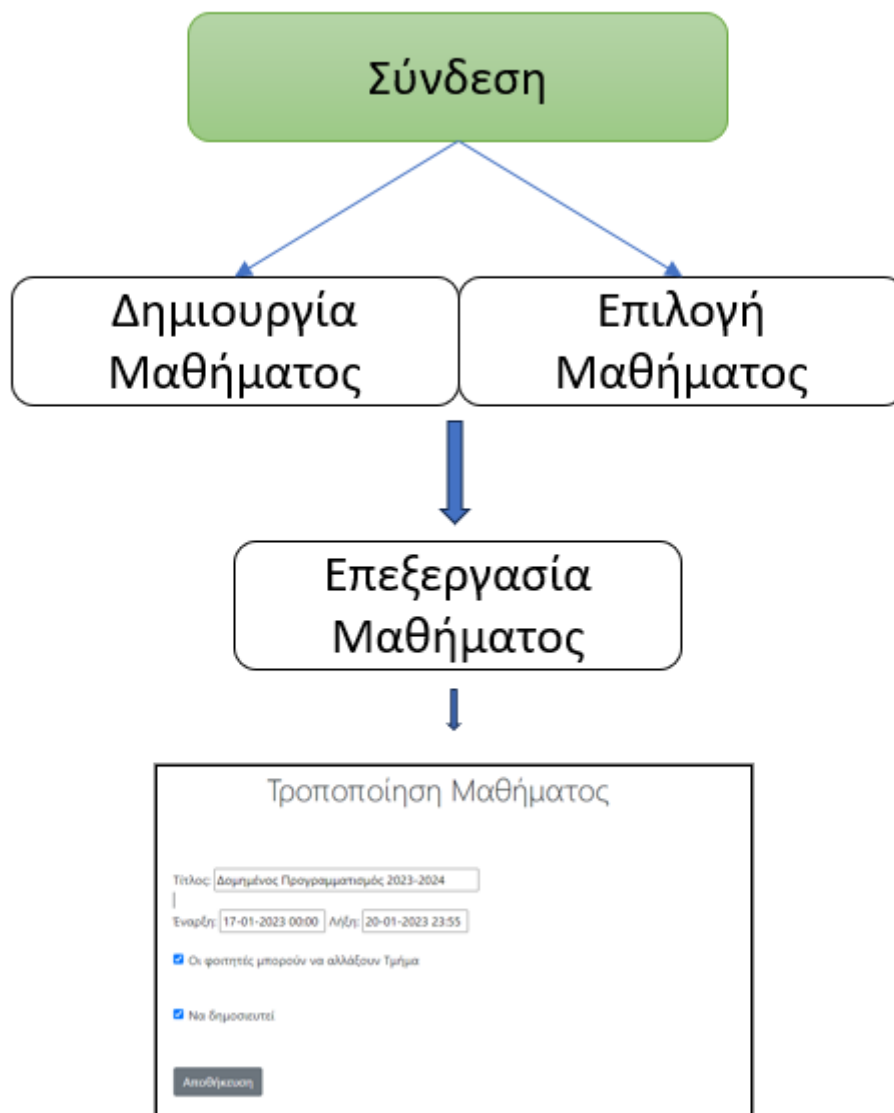 Σύνδεση
Δημιουργία
Μαθήματος
Επιλογή
Μαθήματος
Επεξεργασία
Μαθήματος
Τροποποίηση Μαθήματος
Τίτλος: Δομημένος Προγραμματισμός 2023-2024
Έναρξη: 17-01-2023 00:00 Λήξη: 20-01-2023 23:55
Οι φοιτητές μπορούν να αλλάξουν Τμήμα
Να δημοσιευτεί
Αποθήκευση